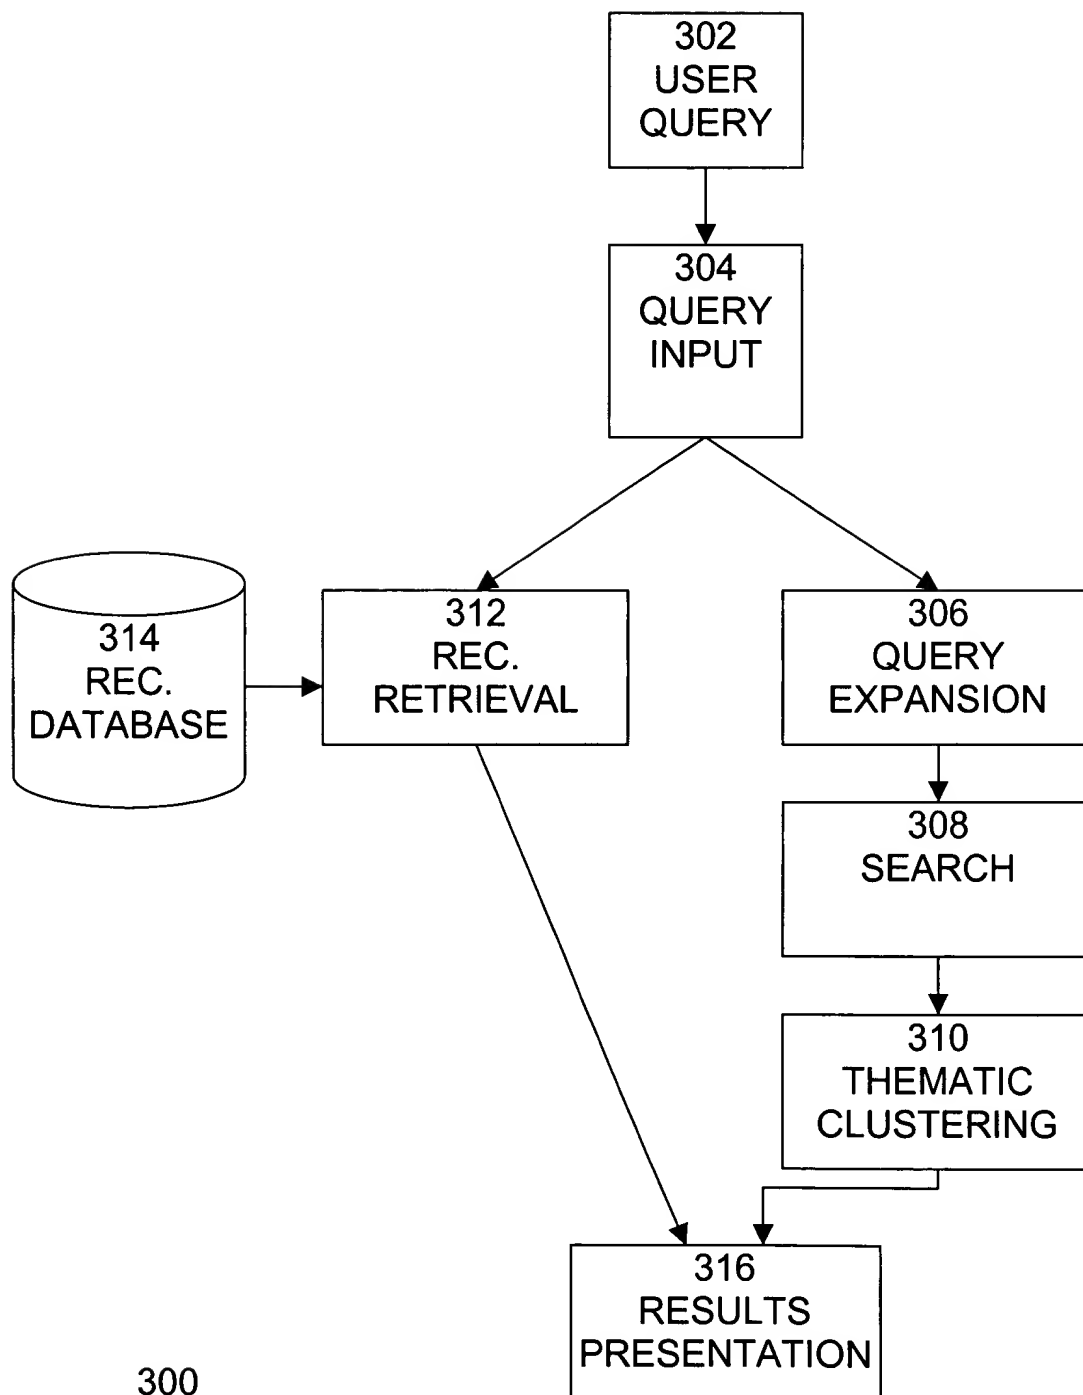 302
USER
QUERY
304
QUERY
INPUT
314
REC.
DATABASE
312
REC.
RETRIEVAL
306
QUERY
EXPANSION
308
SEARCH
310
THEMATIC
CLUSTERING
316
RESULTS
PRESENTATION
300